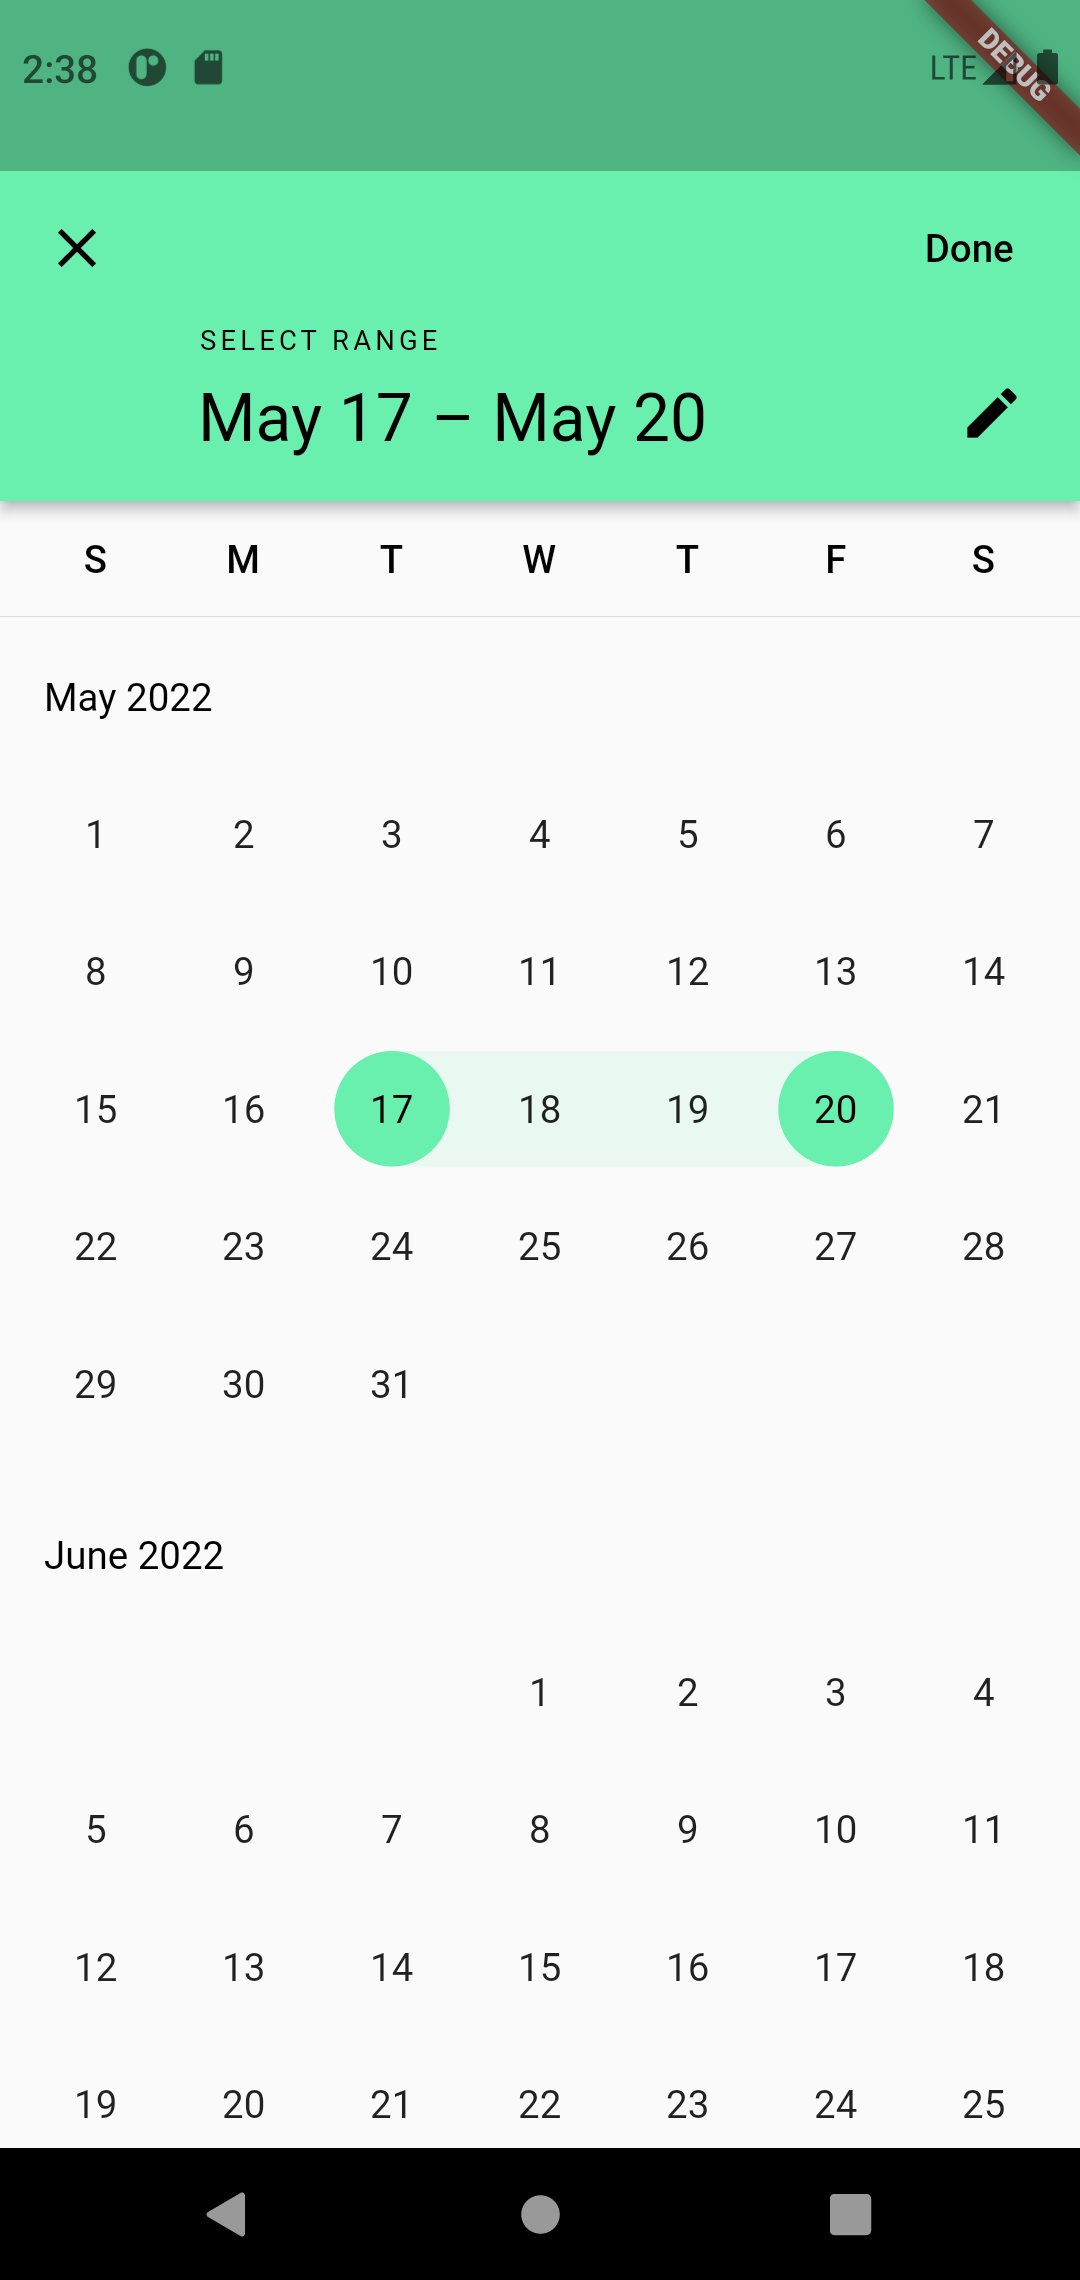 2:38 LTE DEBUG
Done
SELECT RANGE
May 17 – May 20
S M T W T F S
May 2022
1 2 3 4 5 6 7
8 9 10 11 12 13 14
15 16 17 18 19 20 21
22 23 24 25 26 27 28
29 30 31
June 2022
1 2 3 4
5 6 7 8 9 10 11
12 13 14 15 16 17 18
19 20 21 22 23 24 25